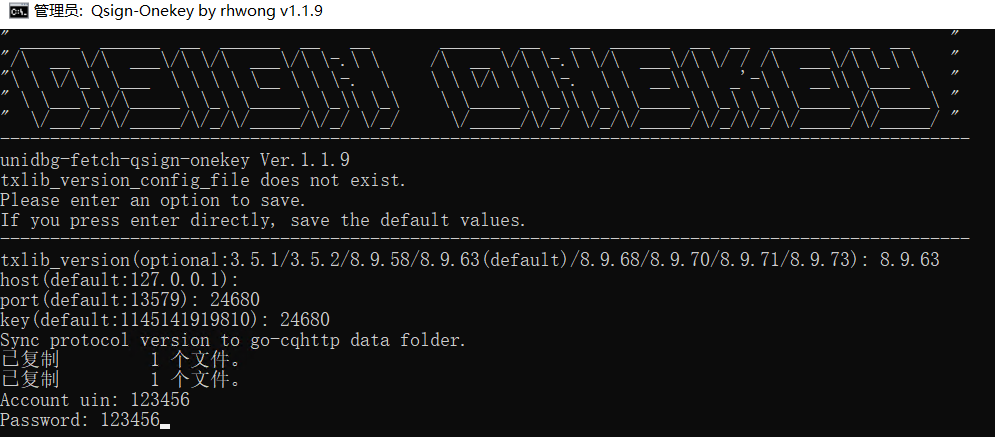 管理员: Qsign-Onekey by rhwong v1.1.9
QSIGN ONEKEY
unidbg-fetch-qsign-onekey Ver.1.1.9
txlib_version_config_file does not exist.
Please enter an option to save.
If you press enter directly, save the default values.
txlib_version(optional:3.5.1/3.5.2/8.9.58/8.9.63(default)/8.9.68/8.9.70/8.9.71/8.9.73): 8.9.63
host(default:127.0.0.1):
port(default:13579): 24680
key(default:1145141919810): 24680
Sync protocol version to go-cqhttp data folder.
已复制 1 个文件。
已复制 1 个文件。
Account uin: 123456
Password: 123456